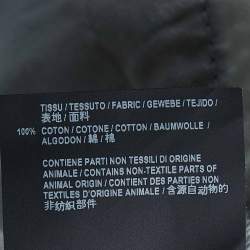 TISSU / TESSUTO / FABRIC / GEWEBE / TEJIDO /
表地 / 面料
100% COTON / COTONE / COTTON / BAUMWOLLE /
ALGODON / 綿 / 棉
CONTIENE PARTI NON TESSILI DI ORIGINE
ANIMALE / CONTAINS NON-TEXTILE PARTS OF
ANIMAL ORIGIN / CONTIENT DES PARTIES NON
TEXTILES D'ORIGINE ANIMALE / 含源自动物的
非纺织部件